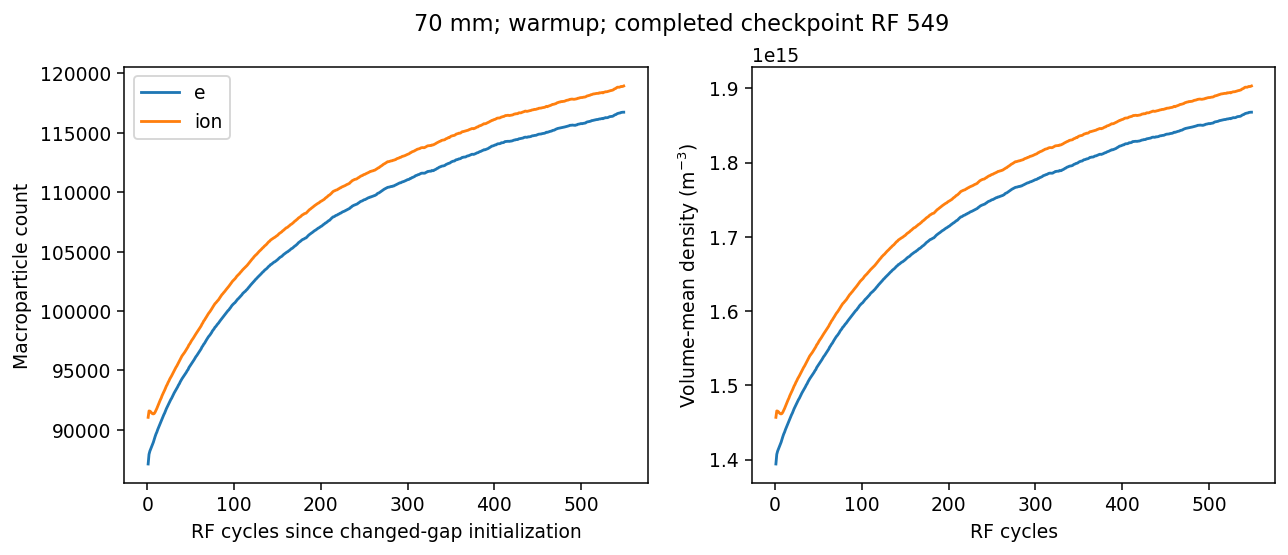 70 mm; warmup; completed checkpoint RF 549
120000
115000
110000
105000
100000
95000
90000
Macroparticle count
e
ion
0 100 200 300 400 500
RF cycles since changed-gap initialization
1e15
1.9
1.8
1.7
1.6
1.5
1.4
Volume-mean density (m⁻³)
0 100 200 300 400 500
RF cycles